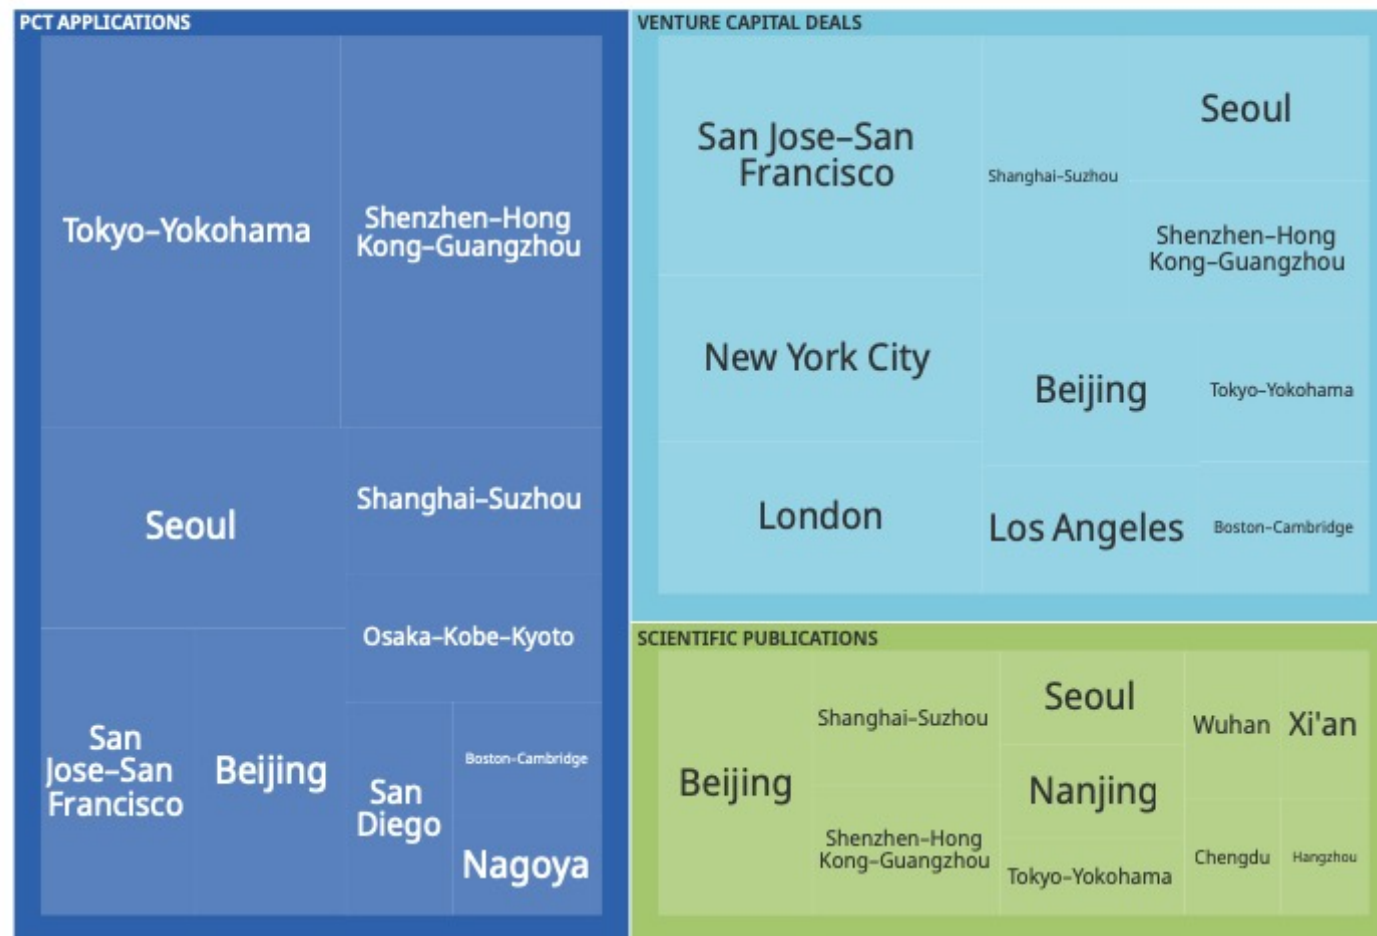 PCT APPLICATIONS
Tokyo–Yokohama
Shenzhen–Hong
Kong–Guangzhou
Seoul
Shanghai–Suzhou
Osaka–Kobe–Kyoto
San
Jose–San
Francisco
Beijing
San
Diego
Boston–Cambridge
Nagoya
VENTURE CAPITAL DEALS
San Jose–San
Francisco
New York City
London
Shanghai–Suzhou
Seoul
Shenzhen–Hong
Kong–Guangzhou
Beijing
Tokyo–Yokohama
Los Angeles
Boston–Cambridge
SCIENTIFIC PUBLICATIONS
Beijing
Shanghai–Suzhou
Shenzhen–Hong
Kong–Guangzhou
Seoul
Nanjing
Tokyo–Yokohama
Wuhan
Xi'an
Chengdu
Hangzhou